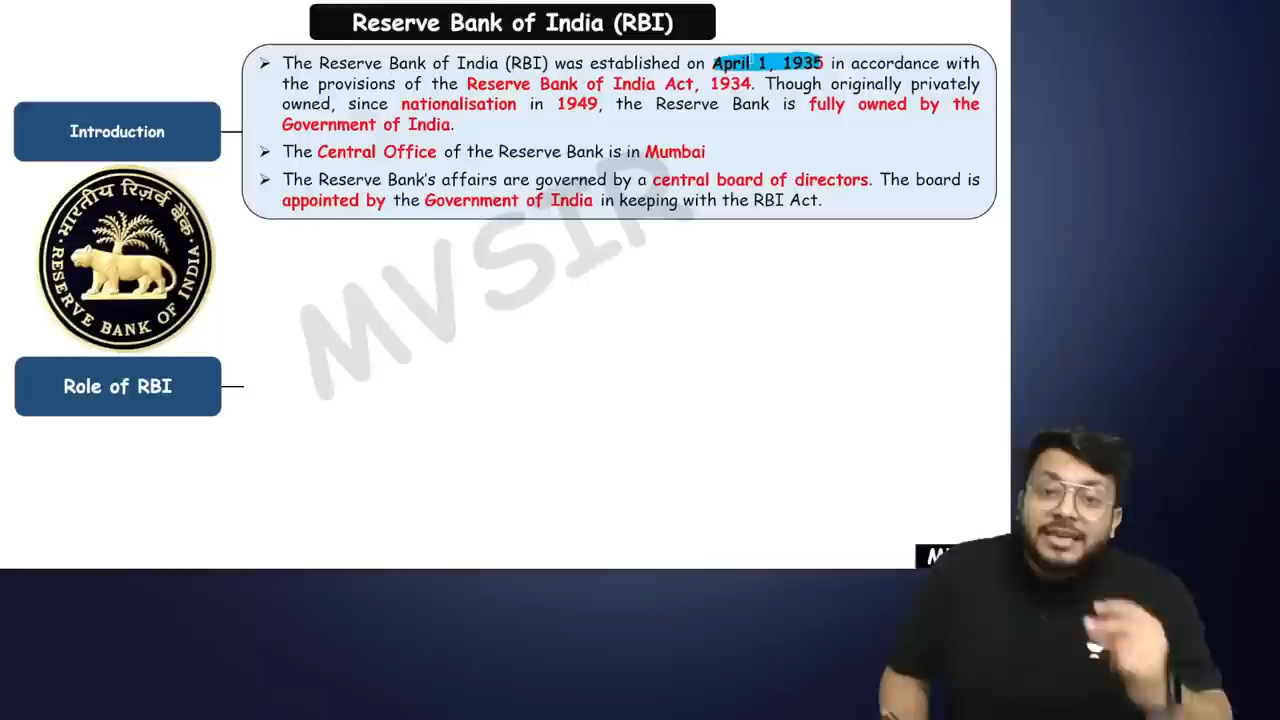 Reserve Bank of India (RBI)
➢ The Reserve Bank of India (RBI) was established on April 1, 1935 in accordance with
the provisions of the Reserve Bank of India Act, 1934. Though originally privately
owned, since nationalisation in 1949, the Reserve Bank is fully owned by the
Government of India.
➢ The Central Office of the Reserve Bank is in Mumbai
➢ The Reserve Bank's affairs are governed by a central board of directors. The board is
appointed by the Government of India in keeping with the RBI Act.
Introduction
भारतीय रिज़र्व बैंक
RESERVE BANK OF INDIA
Role of RBI
MVSIR